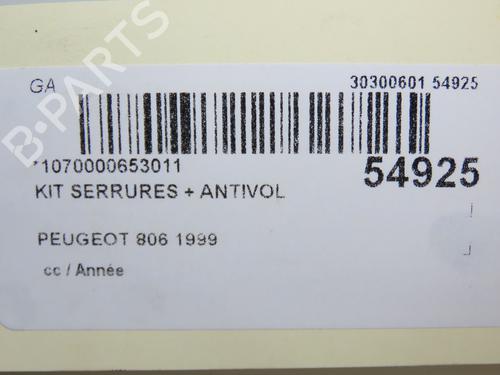 GA 30300601 54925
*1070000653011 54925
KIT SERRURES + ANTIVOL
PEUGEOT 806 1999
cc / Année
B-PARTS